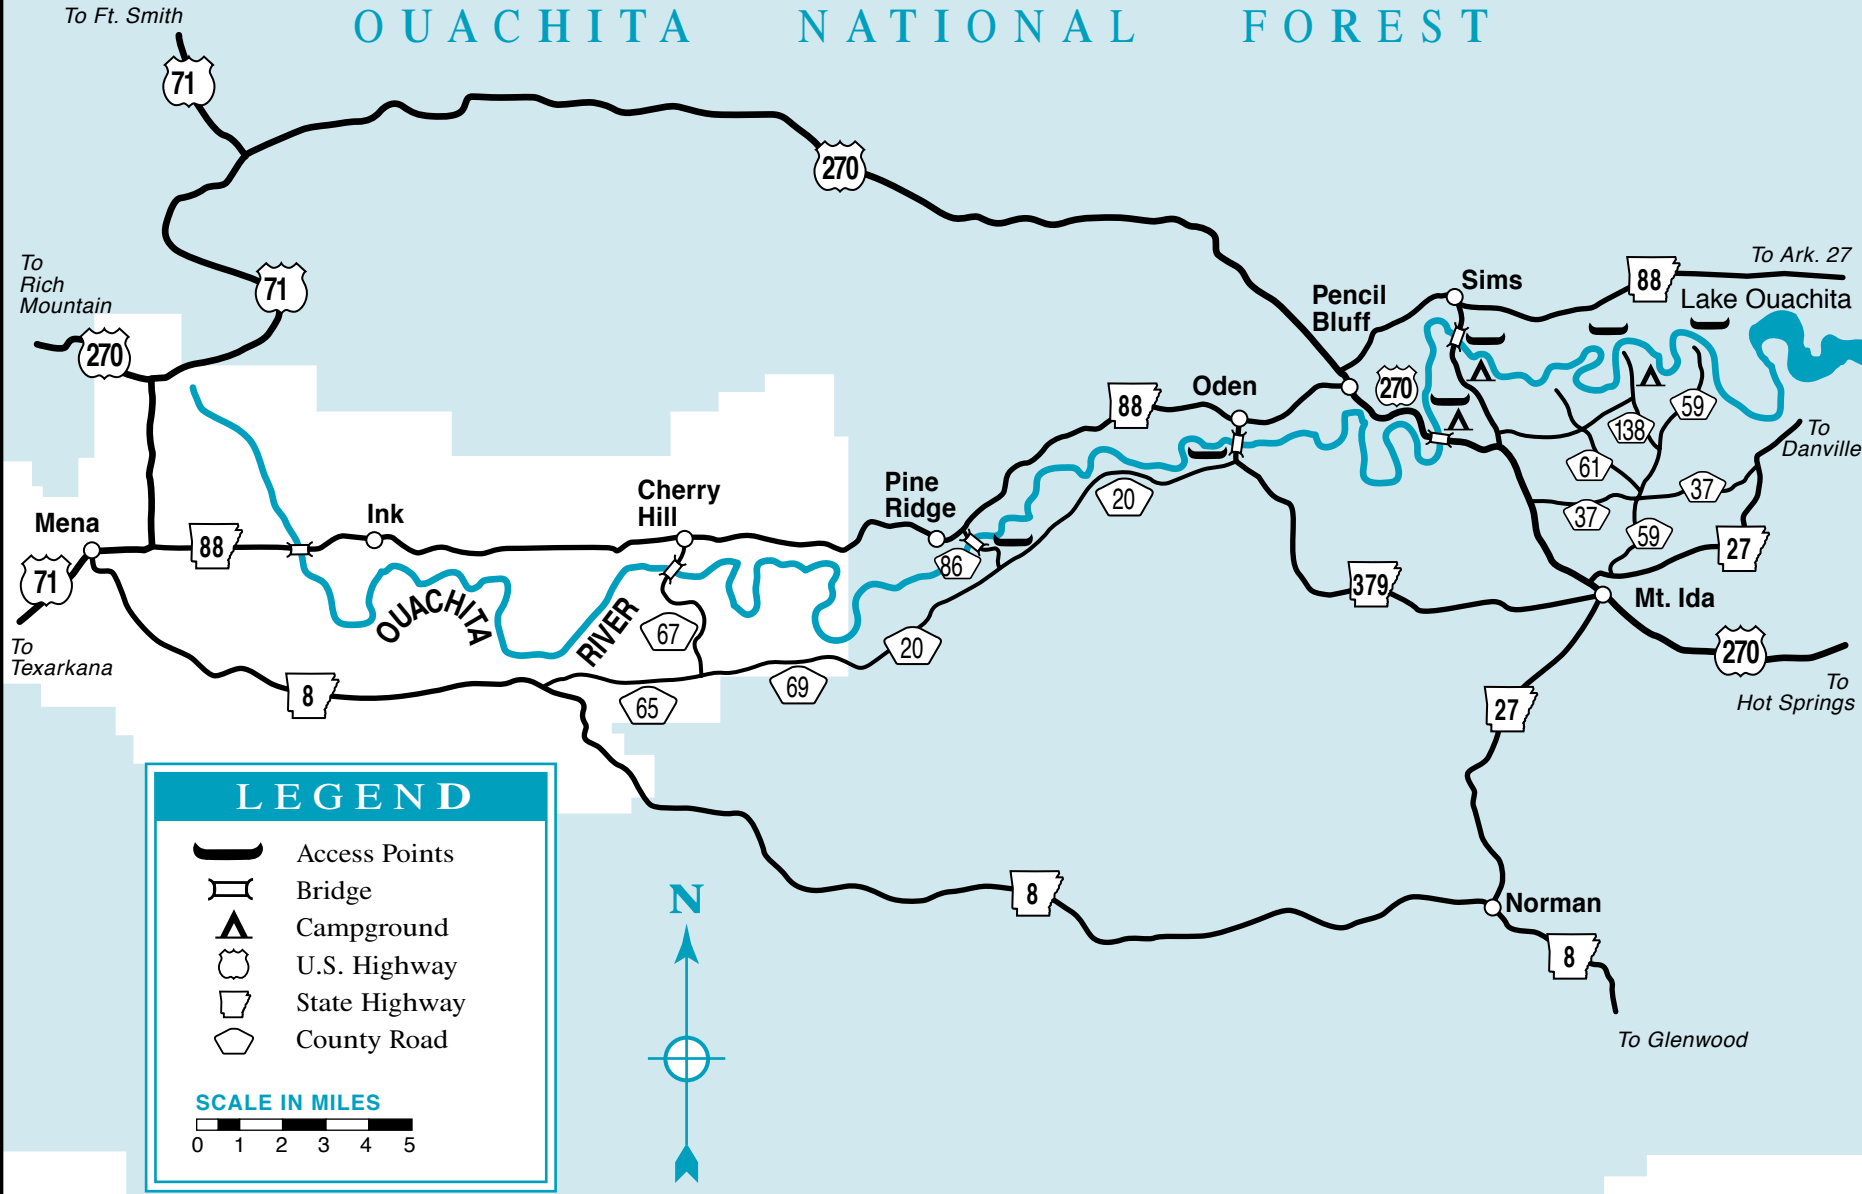 To Ft. Smith
OUACHITA NATIONAL FOREST
71
270
To
Rich
Mountain
71
270
Pencil
Bluff
Sims
88
To Ark. 27
Lake Ouachita
270
Oden
88
59
138
To
Danville
61
37
37
20
Pine
Ridge
Cherry
Hill
Ink
Mena
88
71
To
Texarkana
86
59
27
379
Mt. Ida
OUACHITA
RIVER
67
20
69
65
8
270
To
Hot Springs
27
LEGEND
Access Points
Bridge
Campground
U.S. Highway
State Highway
County Road
SCALE IN MILES
0 1 2 3 4 5
N
8
Norman
8
To Glenwood